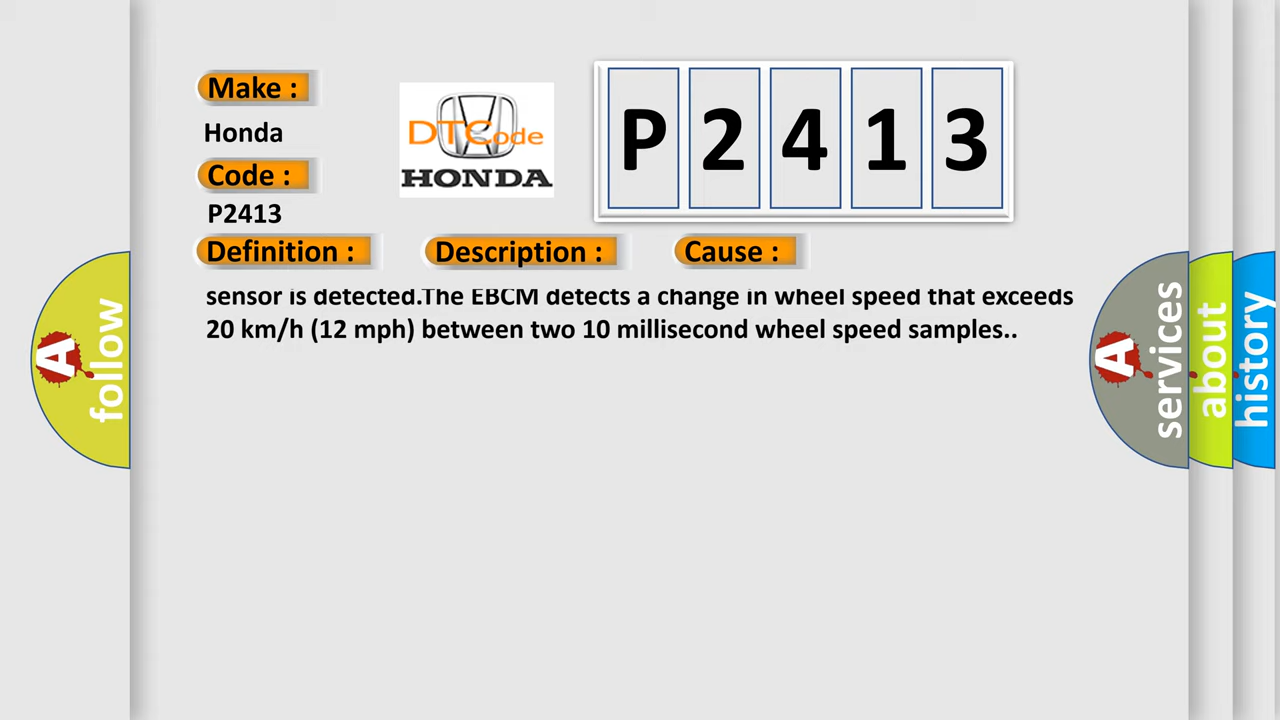 Make :
Honda
Code :
P2413
DTCode
HONDA
P 2 4 1 3
Definition :
Description :
Cause :
sensor is detected.The EBCM detects a change in wheel speed that exceeds
20 km/h (12 mph) between two 10 millisecond wheel speed samples..
A
follow
A
services
about
history